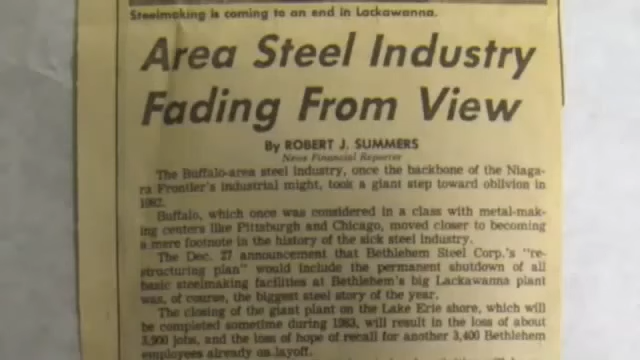 Steelmaking is coming to an end in Lackawanna.
Area Steel Industry
Fading From View
By ROBERT J. SUMMERS
News Financial Reporter
The Buffalo-area steel industry, once the backbone of the Niaga-
ra Frontier's industrial might, took a giant step toward oblivion in
1982.
Buffalo, which once was considered in a class with metal-mak-
ing centers like Pittsburgh and Chicago, moved closer to becoming
a mere footnote in the history of the sick steel industry.
The Dec. 27 announcement that Bethlehem Steel Corp.'s "re-
structuring plan" would include the permanent shutdown of all
basic steelmaking facilities at Bethlehem's big Lackawanna plant
was, of course, the biggest steel story of the year.
The closing of the giant plant on the Lake Erie shore, which will
be completed sometime during 1983, will result in the loss of about
3,900 jobs, and the loss of hope of recall for another 3,400 Bethlehem
employees already on layoff.